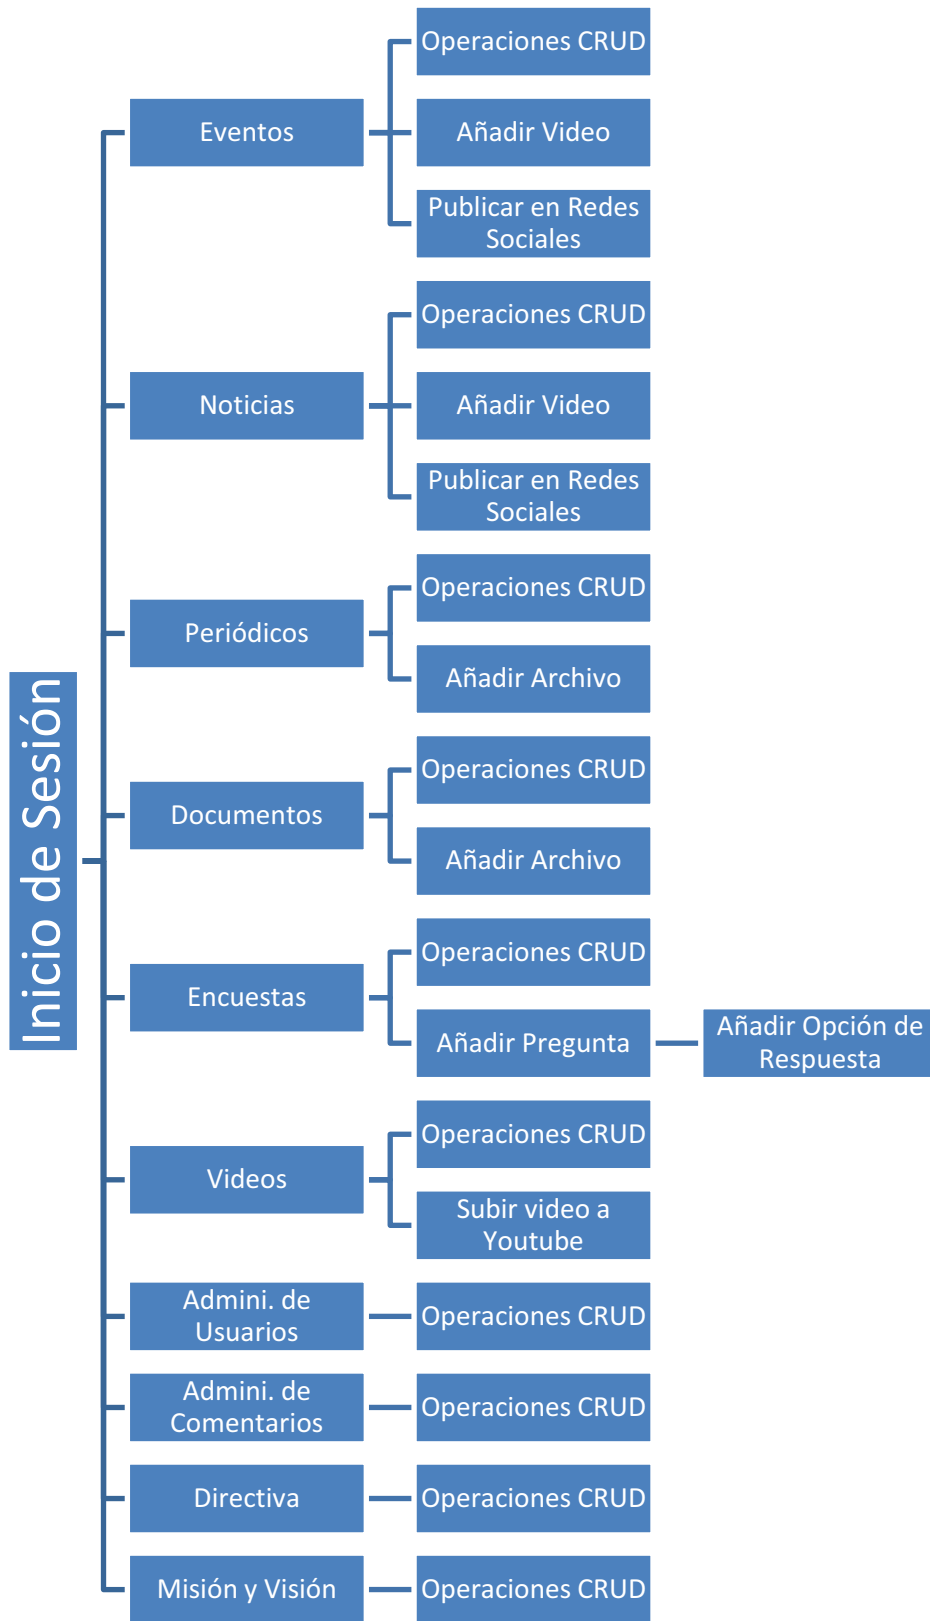 Inicio de Sesión
Eventos
Operaciones CRUD
Añadir Video
Publicar en Redes
Sociales
Noticias
Operaciones CRUD
Añadir Video
Publicar en Redes
Sociales
Periódicos
Operaciones CRUD
Añadir Archivo
Documentos
Operaciones CRUD
Añadir Archivo
Encuestas
Operaciones CRUD
Añadir Pregunta
Añadir Opción de
Respuesta
Videos
Operaciones CRUD
Subir video a
Youtube
Admini. de
Usuarios
Operaciones CRUD
Admini. de
Comentarios
Operaciones CRUD
Directiva
Operaciones CRUD
Misión y Visión
Operaciones CRUD